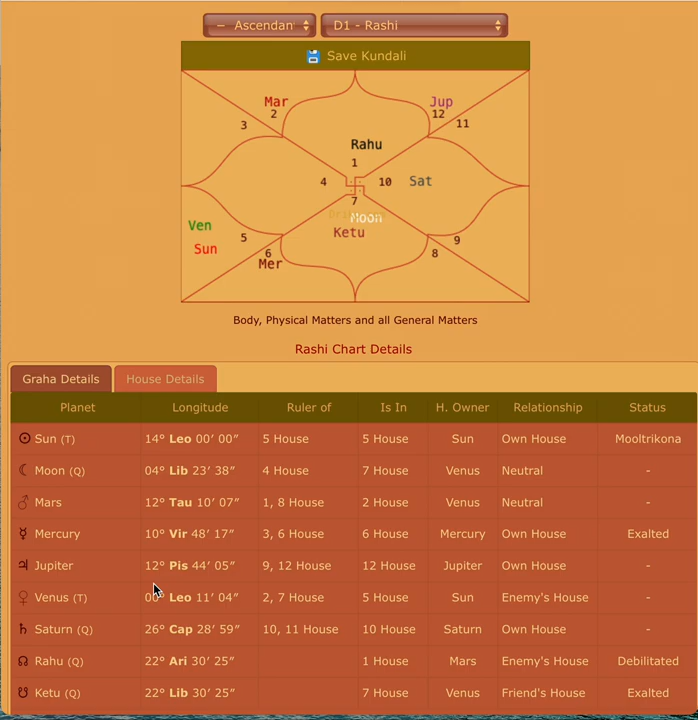 -- Ascendan
D1 - Rashi
Save Kundali
Mar
Jup
2
12
3
11
Rahu
1
4
10
Sat
7
Moon
Ven
Ketu
5
9
Sun
6
8
Mer
Body, Physical Matters and all General Matters
Rashi Chart Details
Graha Details House Details
Planet Longitude Ruler of Is In H. Owner Relationship Status
Sun (T) 14° Leo 00′ 00″ 5 House 5 House Sun Own House Mooltrikona
Moon (Q) 04° Lib 23′ 38″ 4 House 7 House Venus Neutral -
Mars 12° Tau 10′ 07″ 1, 8 House 2 House Venus Neutral -
Mercury 10° Vir 48′ 17″ 3, 6 House 6 House Mercury Own House Exalted
Jupiter 12° Pis 44′ 05″ 9, 12 House 12 House Jupiter Own House -
Venus (T) 00° Leo 11′ 04″ 2, 7 House 5 House Sun Enemy's House -
Saturn (Q) 26° Cap 28′ 59″ 10, 11 House 10 House Saturn Own House -
Rahu (Q) 22° Ari 30′ 25″ 1 House Mars Enemy's House Debilitated
Ketu (Q) 22° Lib 30′ 25″ 7 House Venus Friend's House Exalted